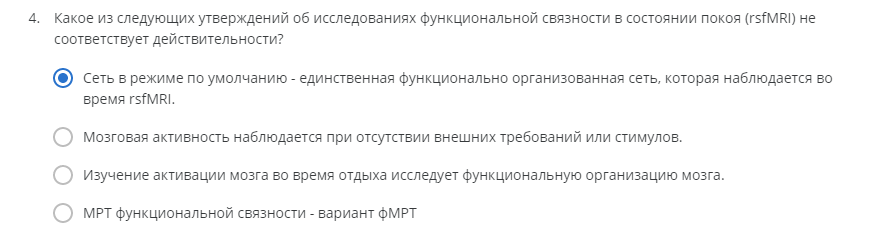 4. Какое из следующих утверждений об исследованиях функциональной связности в состоянии покоя (rsfMRI) не
соответствует действительности?
Сеть в режиме по умолчанию - единственная функционально организованная сеть, которая наблюдается во
время rsfMRI.
Мозговая активность наблюдается при отсутствии внешних требований или стимулов.
Изучение активации мозга во время отдыха исследует функциональную организацию мозга.
МРТ функциональной связности - вариант фМРТ